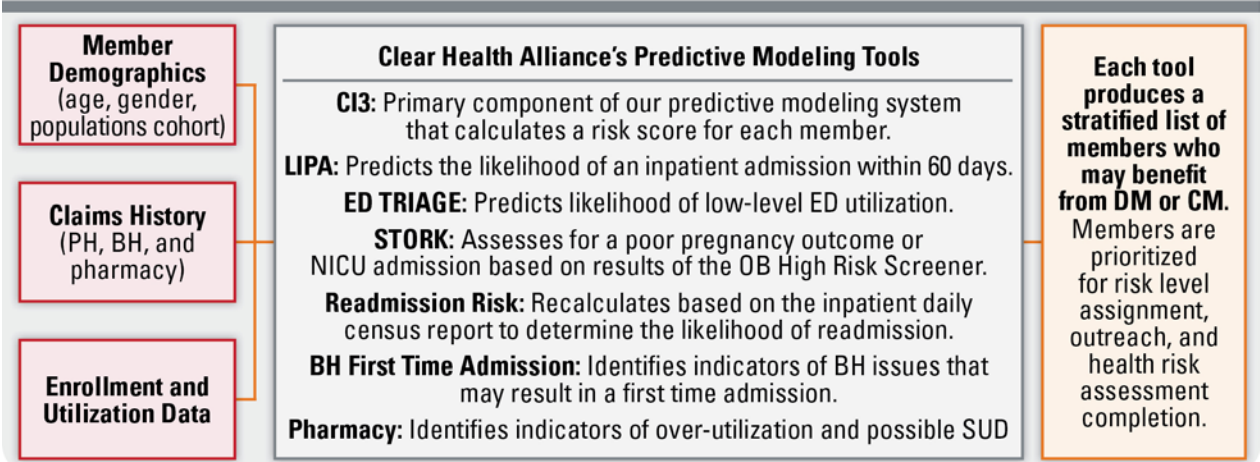 Member
Demographics
(age, gender,
populations cohort)
Claims History
(PH, BH, and
pharmacy)
Enrollment and
Utilization Data
Clear Health Alliance's Predictive Modeling Tools
CI3: Primary component of our predictive modeling system
that calculates a risk score for each member.
LIPA: Predicts the likelihood of an inpatient admission within 60 days.
ED TRIAGE: Predicts likelihood of low-level ED utilization.
STORK: Assesses for a poor pregnancy outcome or
NICU admission based on results of the OB High Risk Screener.
Readmission Risk: Recalculates based on the inpatient daily
census report to determine the likelihood of readmission.
BH First Time Admission: Identifies indicators of BH issues that
may result in a first time admission.
Pharmacy: Identifies indicators of over-utilization and possible SUD
Each tool
produces a
stratified list of
members who
may benefit
from DM or CM.
Members are
prioritized
for risk level
assignment,
outreach, and
health risk
assessment
completion.